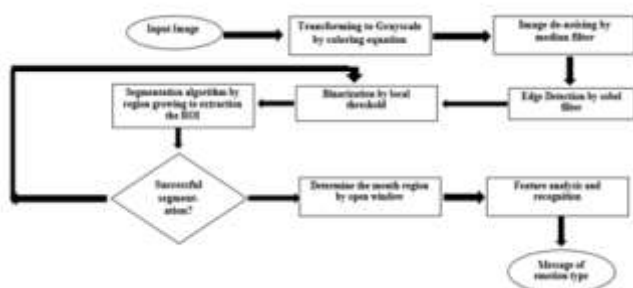 Input Image
Transforming to Grayscale
by coloring equation
Image de-noising by
median filter
Segmentation algorithm by
region growing to extraction
the ROI
Binarization by local
threshold
Edge Detection by sobel
filter
Successful
segment-
ation?
Determine the mouth region
by open window
Feature analysis and
recognition
Message of
emotion type